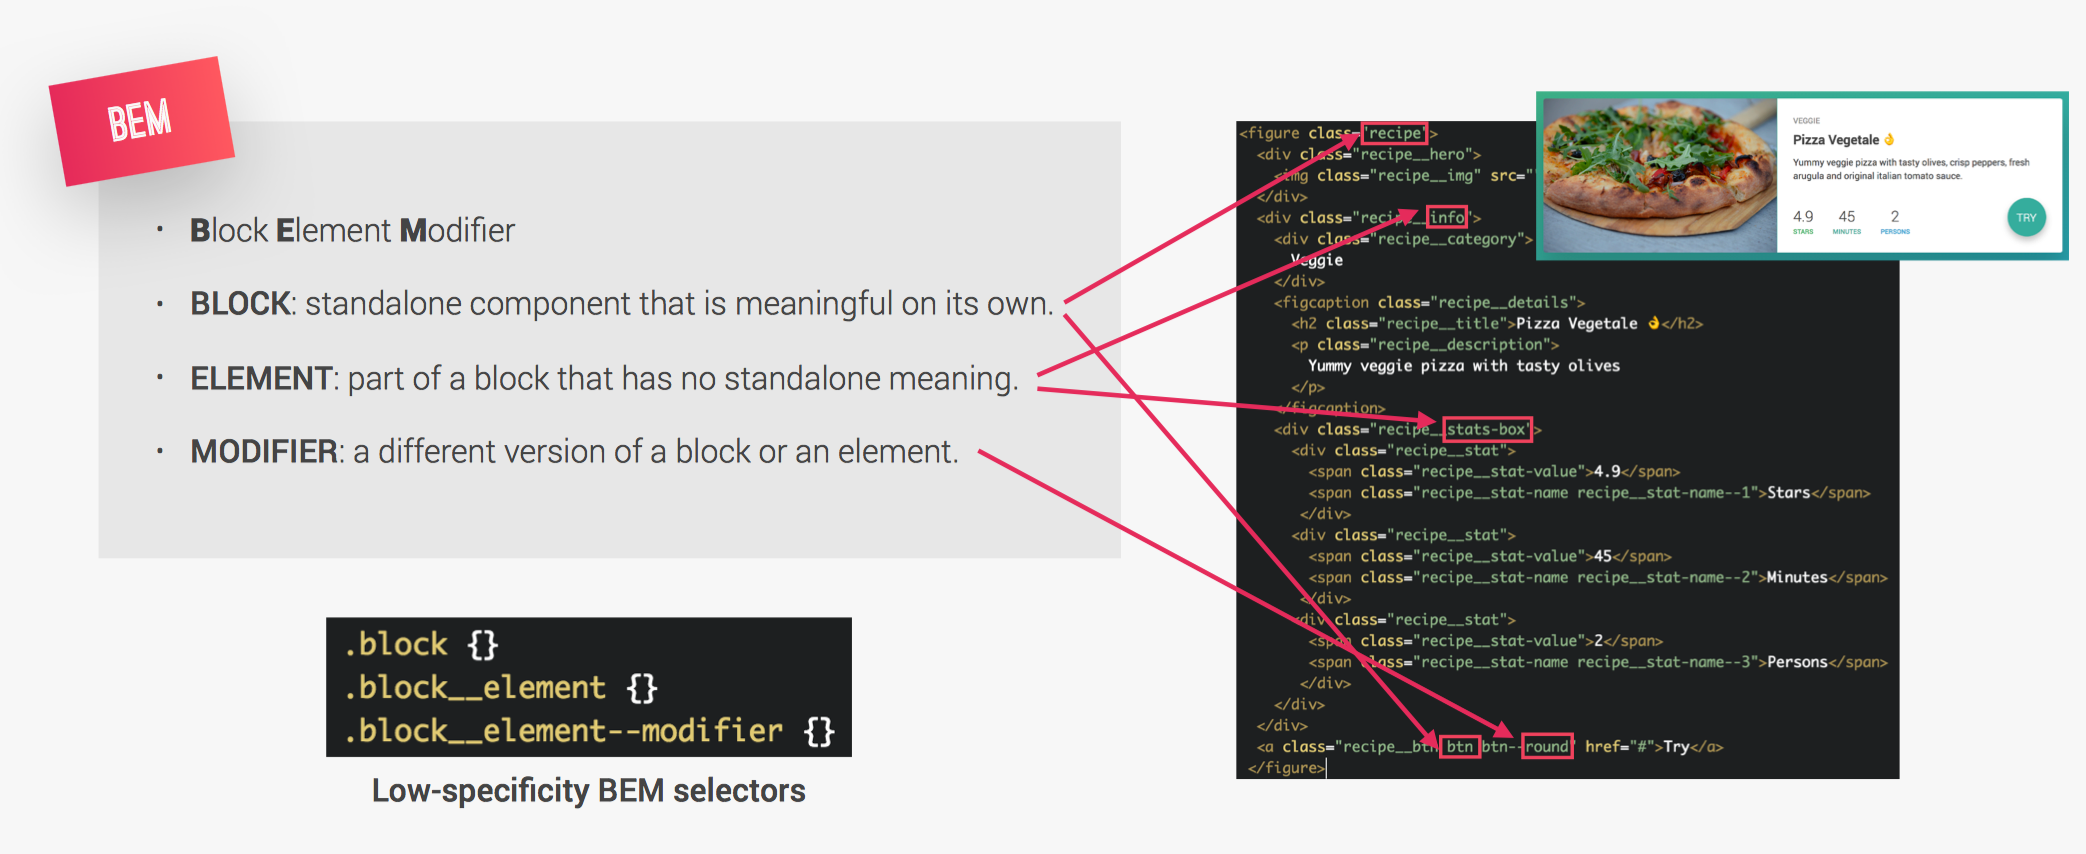 BEM
• Block Element Modifier
• BLOCK: standalone component that is meaningful on its own.
• ELEMENT: part of a block that has no standalone meaning.
• MODIFIER: a different version of a block or an element.
.block {}
.block__element {}
.block__element--modifier {}
Low-specificity BEM selectors
<figure class="recipe">
<div class="recipe__hero">
<img class="recipe__img" src="
</div>
<div class="recipe__info">
<div class="recipe__category">
Veggie
</div>
<figcaption class="recipe__details">
<h2 class="recipe__title">Pizza Vegetale 👌</h2>
<p class="recipe__description">
Yummy veggie pizza with tasty olives
</p>
</figcaption>
<div class="recipe__stats-box">
<div class="recipe__stat">
<span class="recipe__stat-value">4.9</span>
<span class="recipe__stat-name recipe__stat-name--1">Stars</span>
</div>
<div class="recipe__stat">
<span class="recipe__stat-value">45</span>
<span class="recipe__stat-name recipe__stat-name--2">Minutes</span>
</div>
<div class="recipe__stat">
<span class="recipe__stat-value">2</span>
<span class="recipe__stat-name recipe__stat-name--3">Persons</span>
</div>
</div>
</div>
<a class="recipe__btn btn btn--round" href="#">Try</a>
</figure>
VEGGIE
Pizza Vegetale 👌
Yummy veggie pizza with tasty olives, crisp peppers, fresh
arugula and original italian tomato sauce.
4.9 45 2
STARS MINUTES PERSONS
TRY